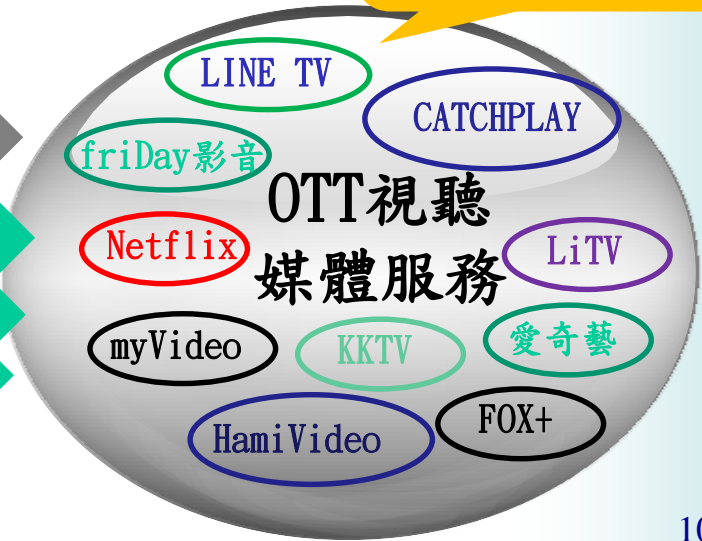 LINE TV
CATCHPLAY
friDay影音
OTT視聽
媒體服務
Netflix
LiTV
myVideo
KKTV
愛奇藝
HamiVideo
FOX+